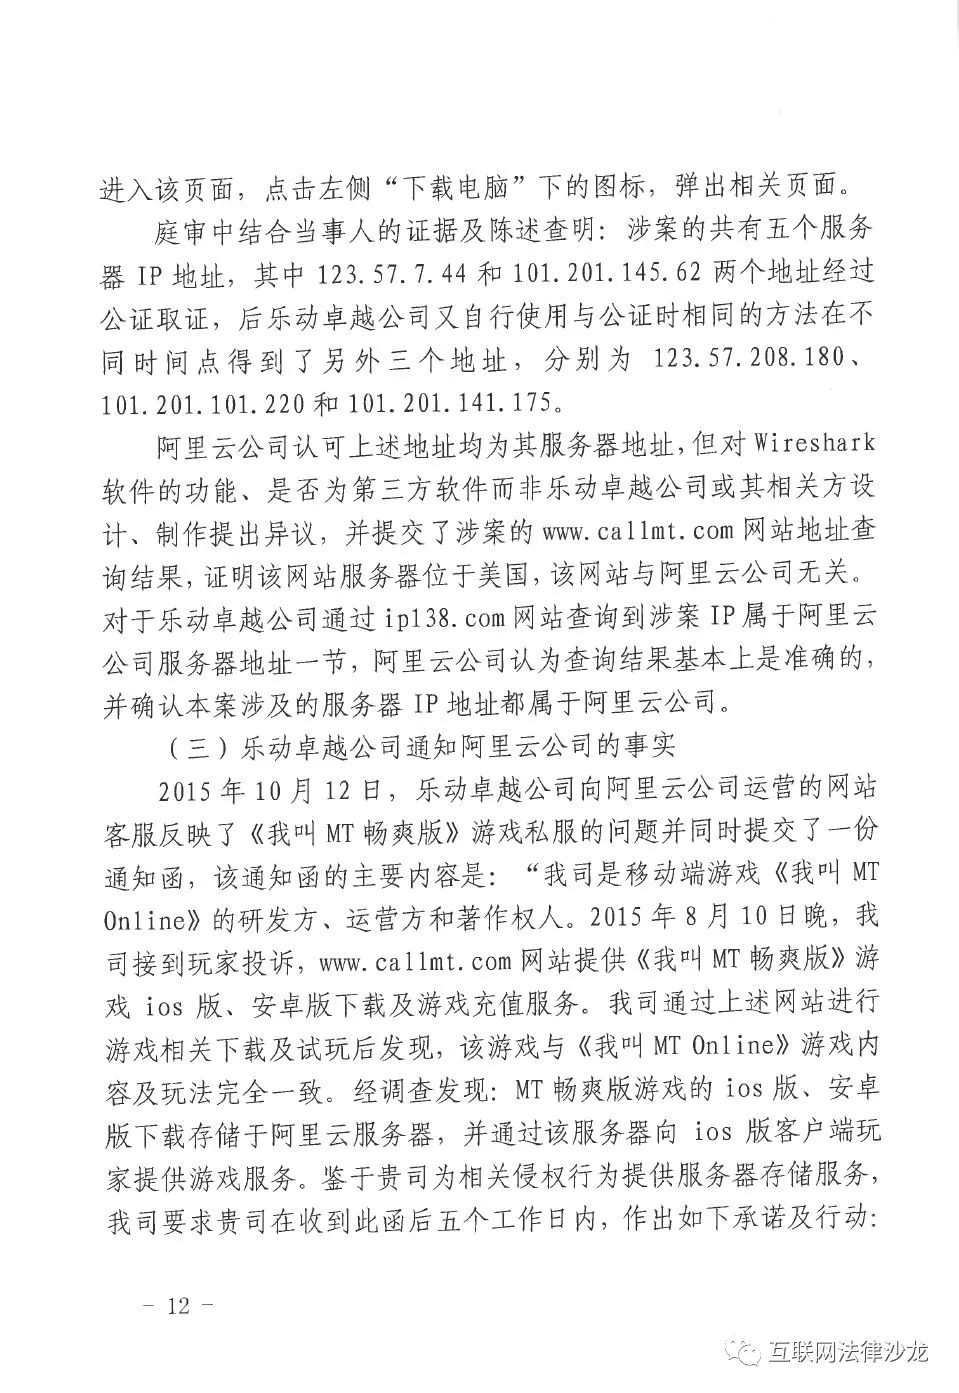 进入该页面，点击左侧“下载电脑”下的图标，弹出相关页面。
庭审中结合当事人的证据及陈述查明：涉案的共有五个服务
器 IP 地址，其中 123.57.7.44 和 101.201.145.62 两个地址经过
公证取证，后乐动卓越公司又自行使用与公证时相同的方法在不
同时间点得到了另外三个地址，分别为 123.57.208.180、
101.201.101.220 和 101.201.141.175。
阿里云公司认可上述地址均为其服务器地址，但对 Wireshark
软件的功能、是否为第三方软件而非乐动卓越公司或其相关方设
计、制作提出异议，并提交了涉案的 www.callmt.com 网站地址查
询结果，证明该网站服务器位于美国，该网站与阿里云公司无关。
对于乐动卓越公司通过 ip138.com 网站查询到涉案 IP 属于阿里云
公司服务器地址一节，阿里云公司认为查询结果基本上是准确的，
并确认本案涉及的服务器 IP 地址都属于阿里云公司。
（三）乐动卓越公司通知阿里云公司的事实
2015 年 10 月 12 日，乐动卓越公司向阿里云公司运营的网站
客服反映了《我叫 MT 畅爽版》游戏私服的问题并同时提交了一份
通知函，该通知函的主要内容是：“我司是移动端游戏《我叫 MT
Online》的研发方、运营方和著作权人。2015 年 8 月 10 日晚，我
司接到玩家投诉，www.callmt.com 网站提供《我叫 MT 畅爽版》游
戏 ios 版、安卓版下载及游戏充值服务。我司通过上述网站进行
游戏相关下载及试玩后发现，该游戏与《我叫 MT Online》游戏内
容及玩法完全一致。经调查发现：MT 畅爽版游戏的 ios 版、安卓
版下载存储于阿里云服务器，并通过该服务器向 ios 版客户端玩
家提供游戏服务。鉴于贵司为相关侵权行为提供服务器存储服务，
我司要求贵司在收到此函后五个工作日内，作出如下承诺及行动：
- 12 -
互联网法律沙龙